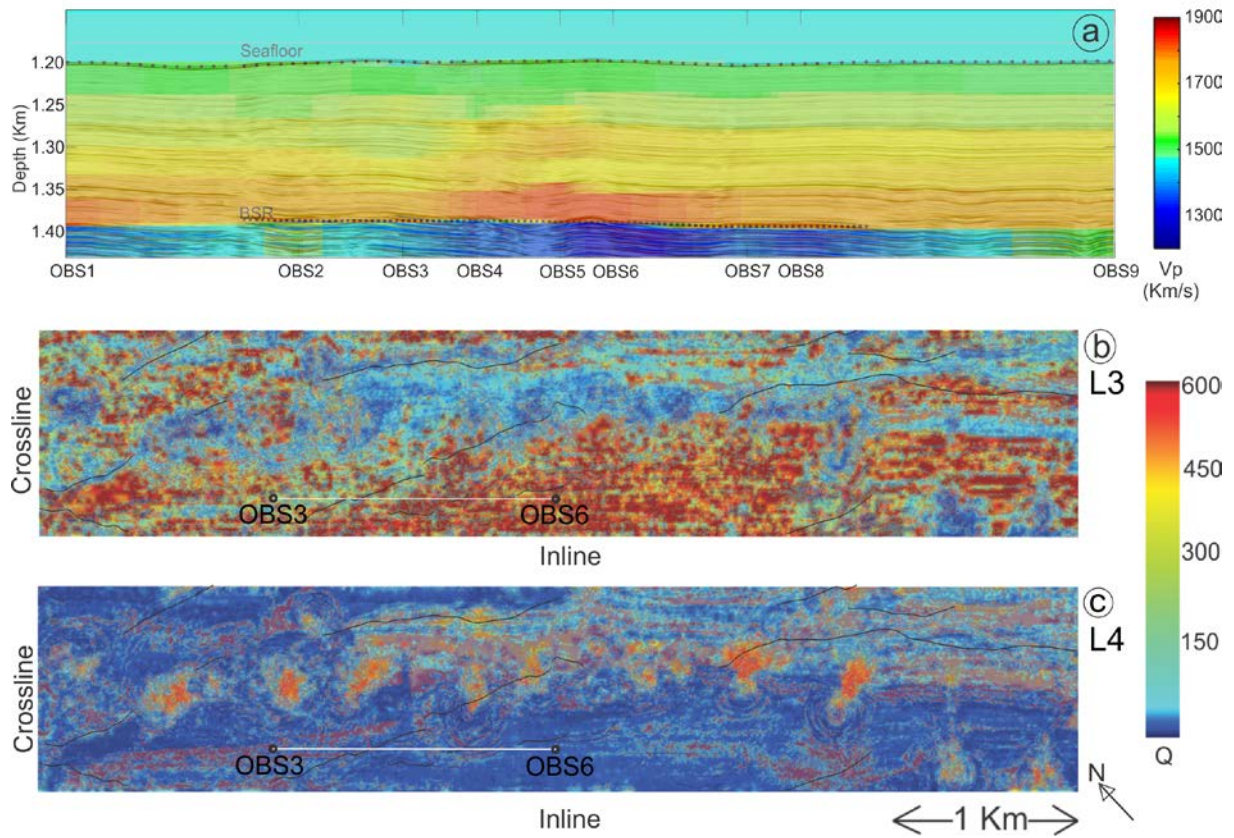 a
Seafloor
BSR
Depth (Km)
1.20
1.25
1.30
1.35
1.40
OBS1
OBS2
OBS3
OBS4
OBS5
OBS6
OBS7
OBS8
OBS9
1900
1700
1500
1300
Vp
(Km/s)
b
L3
Crossline
OBS3
OBS6
Inline
c
L4
Crossline
OBS3
OBS6
Inline
600
450
300
150
Q
N
1 Km